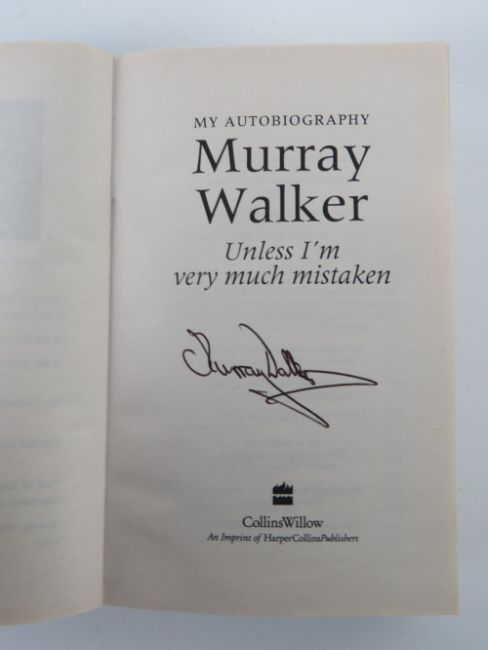 MY AUTOBIOGRAPHY
Murray
Walker
Unless I´m
very much mistaken
Murray Walker
CollinsWillow
An Imprint of HarperCollinsPublishers